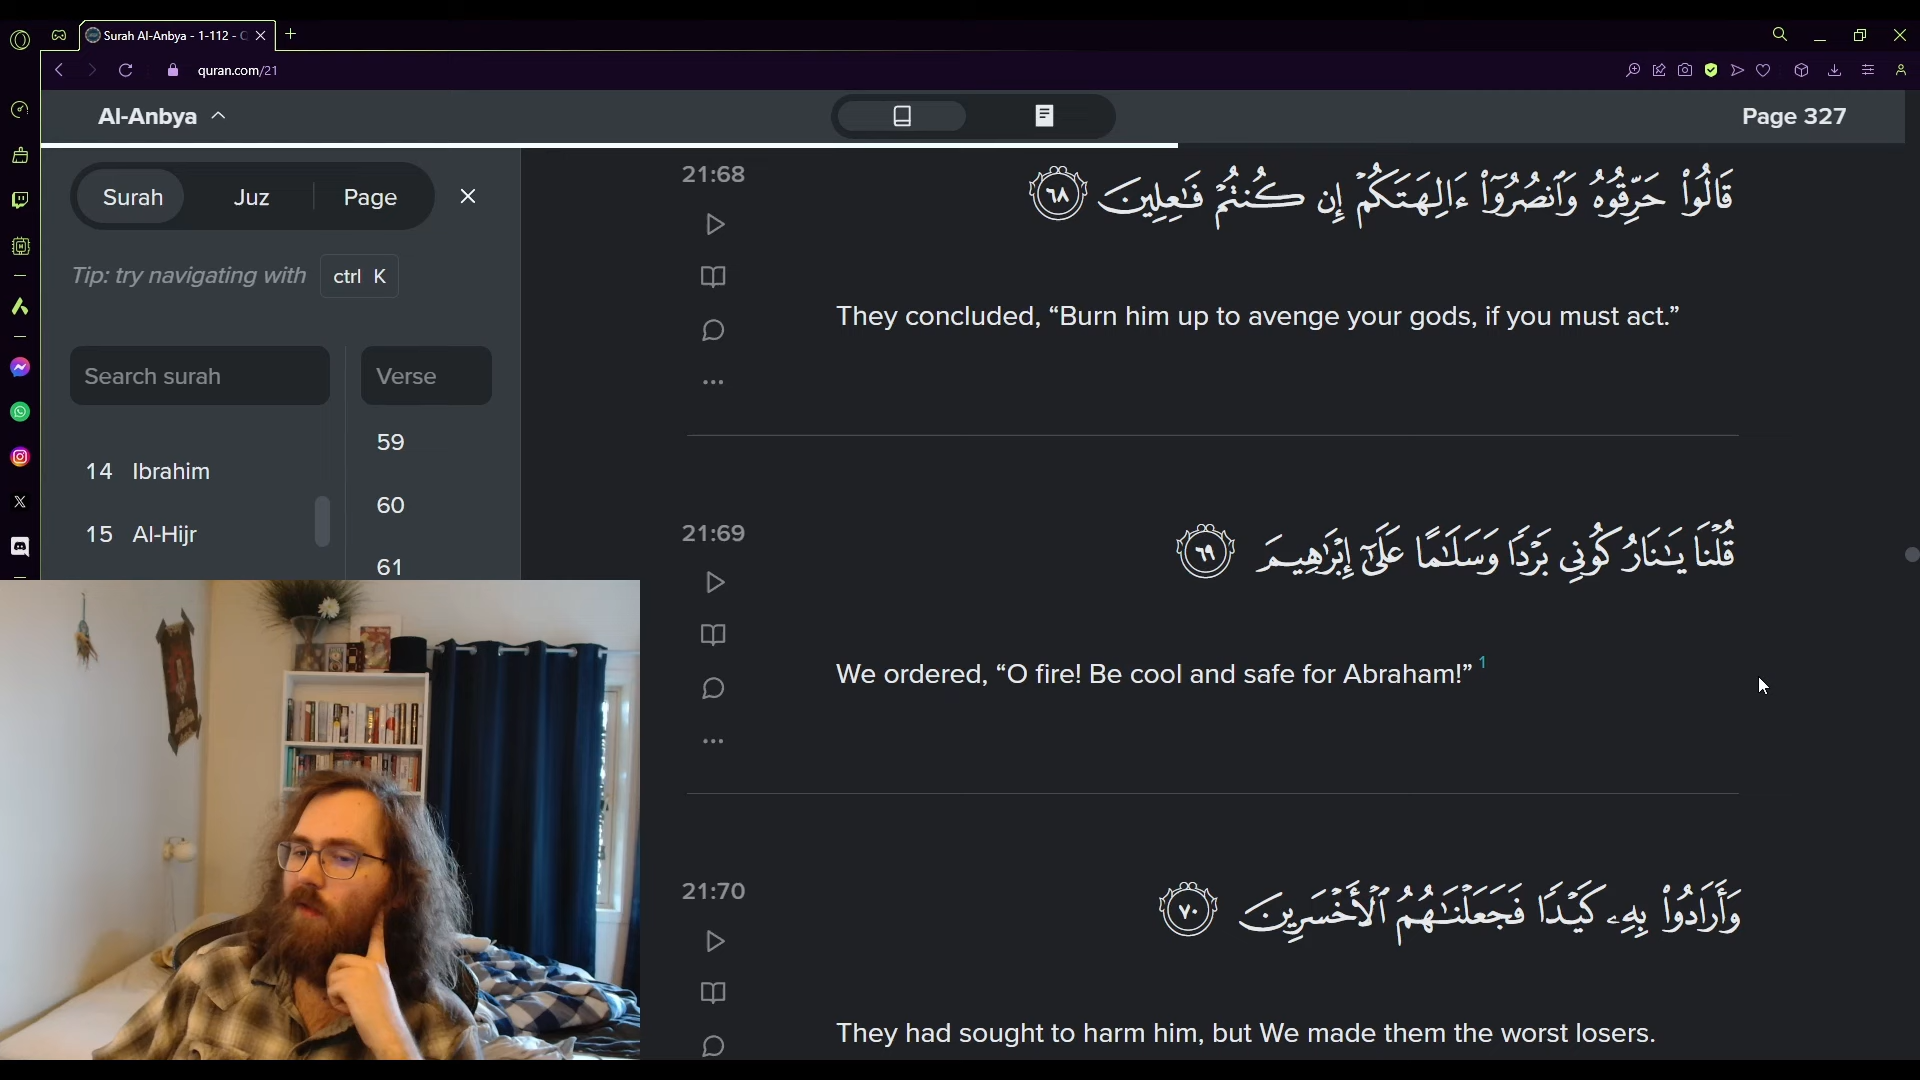 Surah Al-Anbya - 1-112 -
quran.com/21
Al-Anbya
Page 327
Surah Juz Page
Tip: try navigating with ctrl K
Search surah
Verse
59
14 Ibrahim
60
15 Al-Hijr
61
21:68
قَالُوا۟ حَرِّقُوهُ وَٱنصُرُوٓا۟ ءَالِهَتَكُمْ إِن كُنتُمْ فَـٰعِلِينَ ٦٨
They concluded, “Burn him up to avenge your gods, if you must act.”
21:69
قُلْنَا يَـٰنَارُ كُونِى بَرْدًا وَسَلَـٰمًا عَلَىٰٓ إِبْرَٰهِيمَ ٦٩
We ordered, “O fire! Be cool and safe for Abraham!” 1
21:70
وَأَرَادُوا۟ بِهِۦ كَيْدًا فَجَعَلْنَـٰهُمُ ٱلْأَخْسَرِينَ ٧٠
They had sought to harm him, but We made them the worst losers.